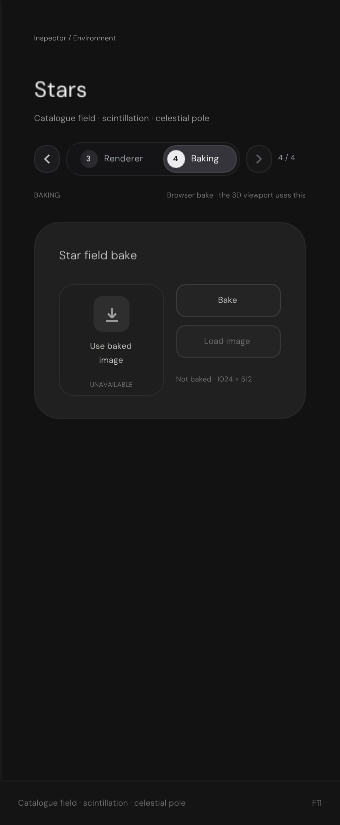 Inspector / Environment
Stars
Catalogue field · scintillation · celestial pole
3 Renderer 4 Baking 4 / 4
BAKING Browser bake · the 3D viewport uses this
Star field bake
Use baked
image
UNAVAILABLE
Bake
Load image
Not baked · 1024 × 512
Catalogue field · scintillation · celestial pole F11